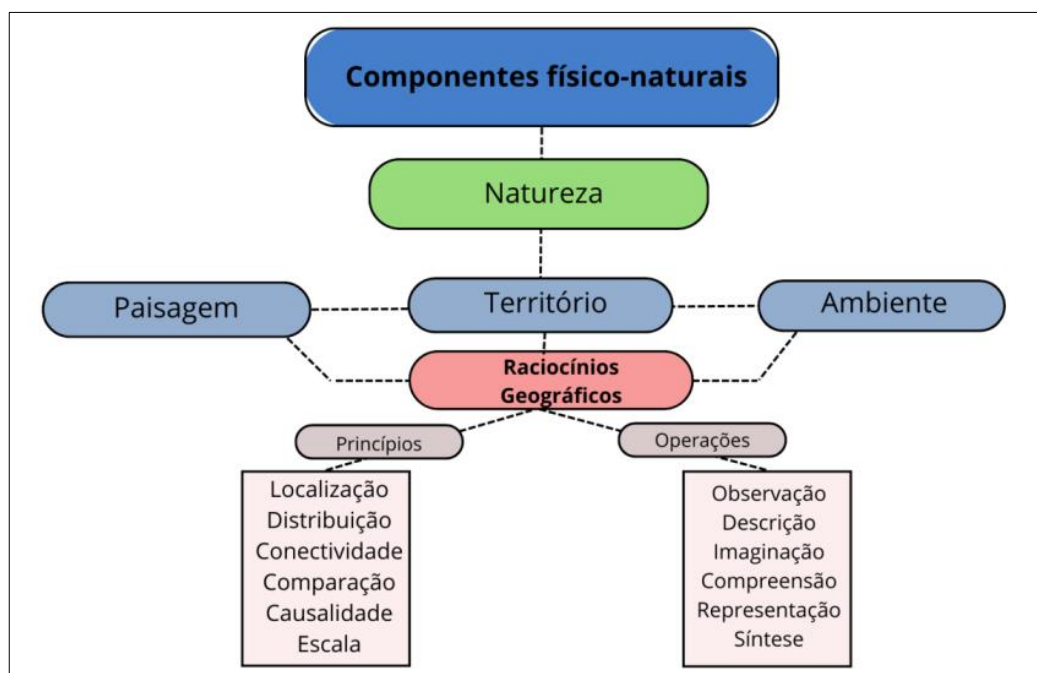 Componentes físico-naturais
Natureza
Paisagem
Território
Ambiente
Raciocínios
Geográficos
Princípios
Operações
Localização
Distribuição
Conectividade
Comparação
Causalidade
Escala
Observação
Descrição
Imaginação
Compreensão
Representação
Síntese